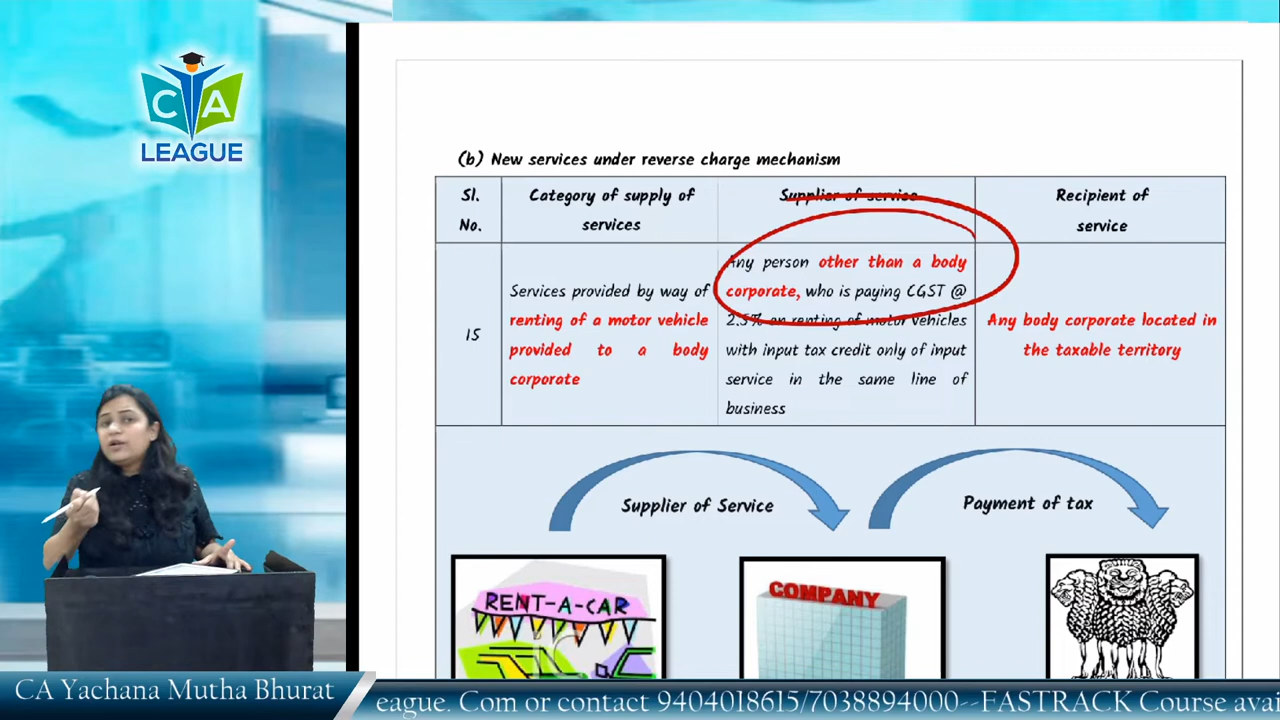 C A
LEAGUE
(b) New services under reverse charge mechanism
Sl.
No.
Category of supply of
services
Supplier of service
Recipient of
service
15
Services provided by way of
renting of a motor vehicle
provided to a body
corporate
Any person other than a body
corporate, who is paying CGST @
2.5% on renting of motor vehicles
with input tax credit only of input
service in the same line of
business
Any body corporate located in
the taxable territory
Supplier of Service
Payment of tax
RENT-A-CAR
COMPANY
CA Yachana Mutha Bhurat
eague. Com or contact 9404018615/7038894000--FASTRACK Course avai